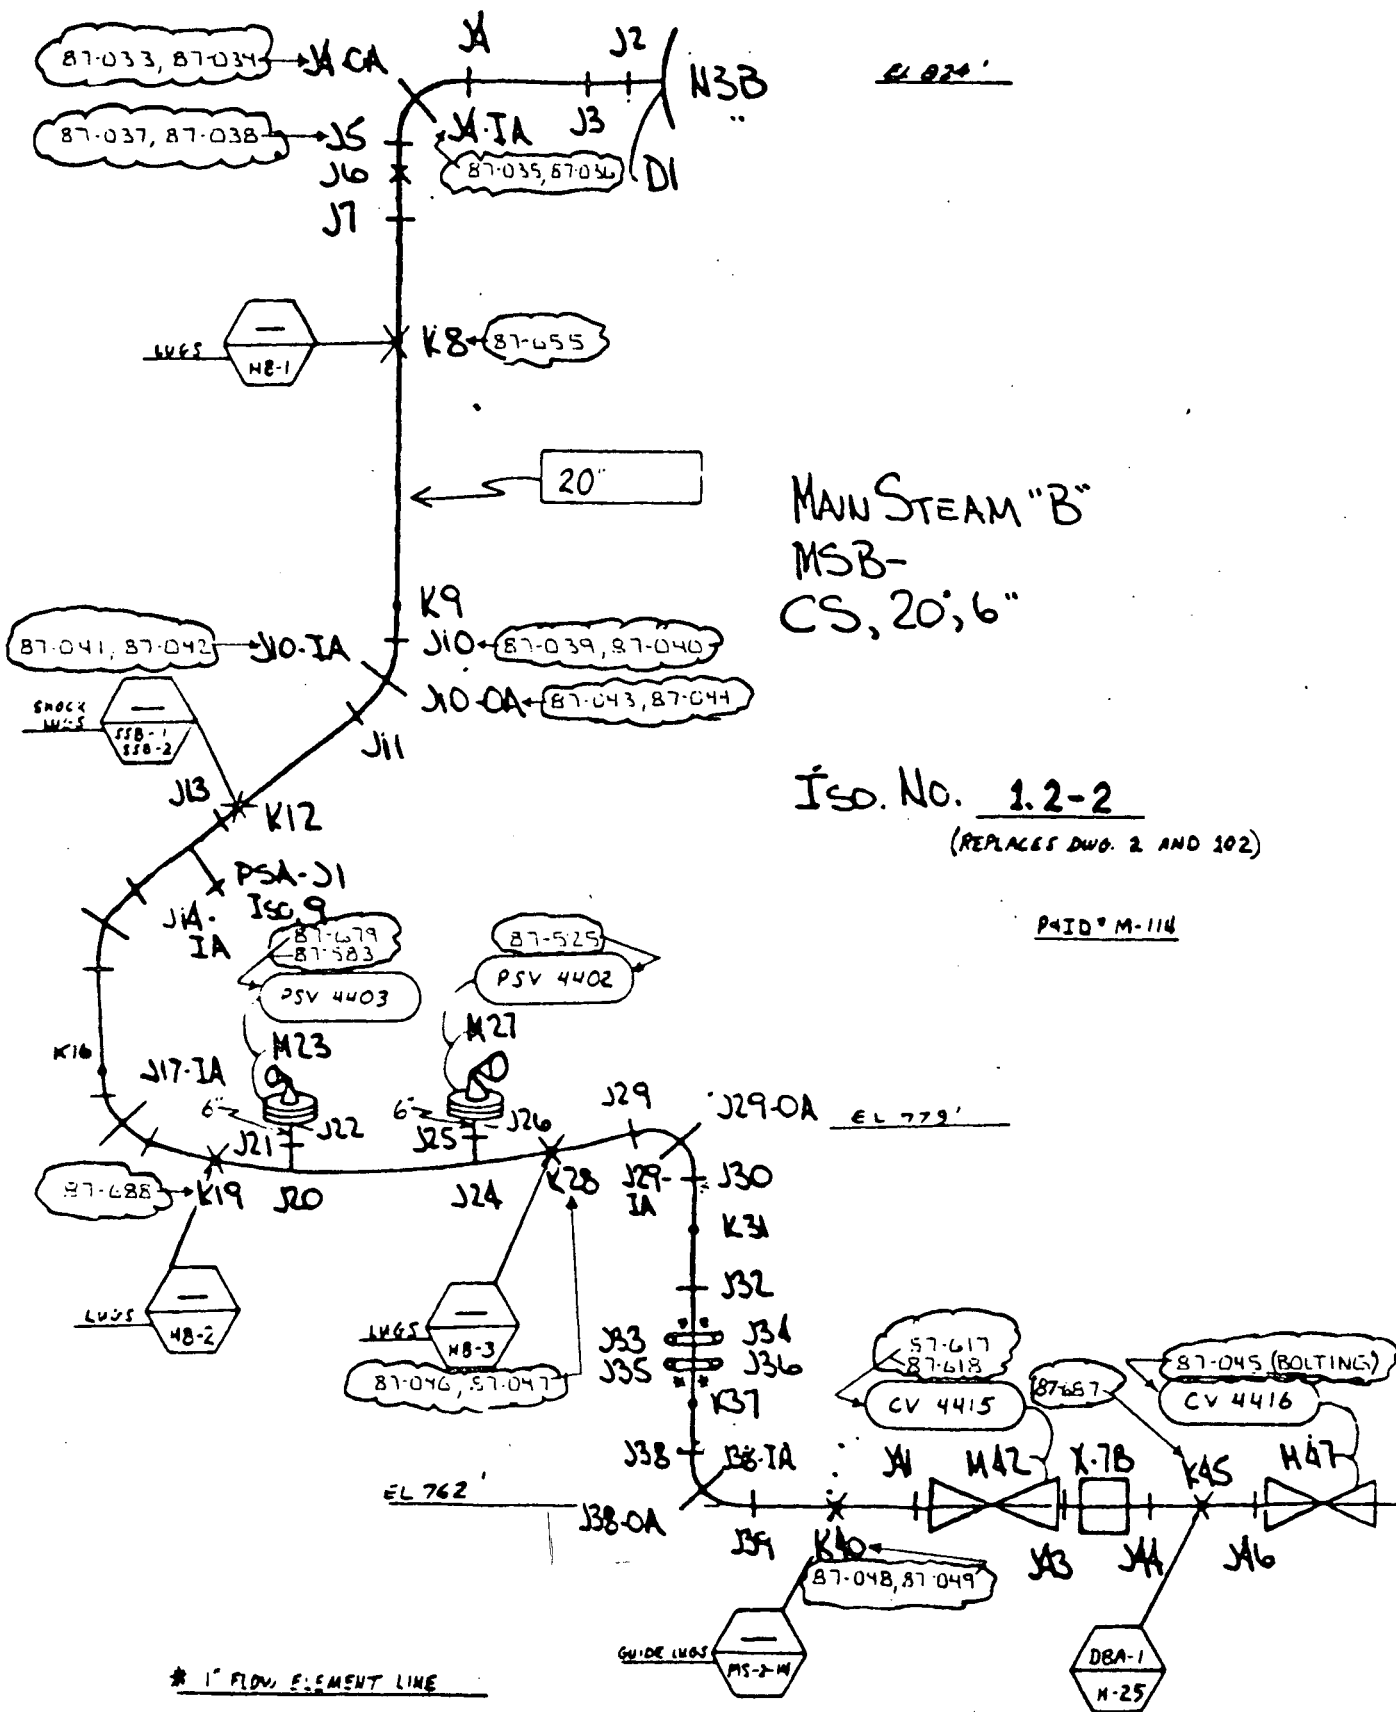 87-033, 87-034
J4-OA
J4
J2
N3B
EL 824'
87-037, 87-038
J5
J4-IA
J3
87-035, 87-036
D1
J6
J7
LUGS
HB-1
K8
87-655
20"
MAIN STEAM "B"
MSB-
CS, 20", 6"
K9
87-041, 87-042
J10-IA
J10
87-039, 87-040
J10-OA
87-043, 87-044
SHOCK
LUGS
SSB-1
SSB-2
J11
J13
K12
ISO. NO. 1.2-2
(REPLACES DWG. 2 AND 102)
PSA-J1
ISO 9
J14-
IA
P&ID M-114
87-679
87-583
PSV 4403
87-525
PSV 4402
K16
J17-IA
M23
M27
6"
J21
J22
6"
J25
J26
J29
J29-OA
EL 779'
87-688
K19
J20
J24
K28
J29-
IA
J30
K31
J32
LUGS
HB-2
LUGS
HB-3
87-046, 87-047
J33
J34
J35
J36
K37
87-617
87-618
CV 4415
87-687
87-045 (BOLTING)
CV 4416
J38
J38-IA
J41
M42
X-7B
K45
M47
EL 762'
J38-OA
J39
K40
J43
J44
J46
87-048, 87-049
GUIDE LUGS
DBA-1
H-25
* 1" FLOW ELEMENT LINE